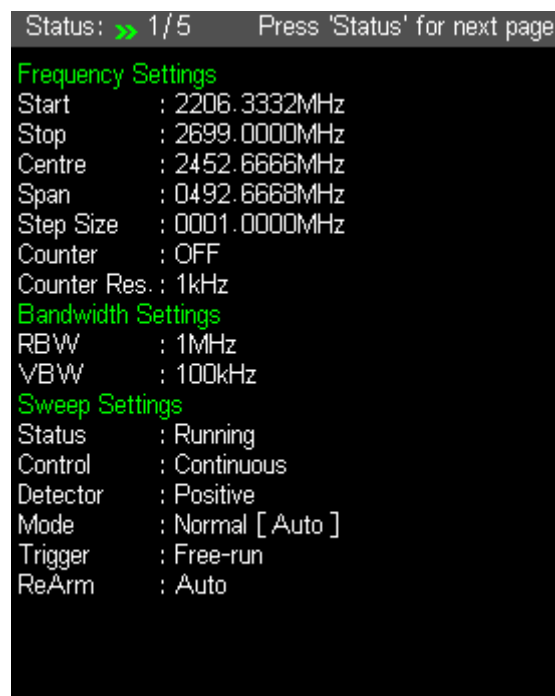 Status: >> 1/5 Press 'Status' for next page
Frequency Settings
Start : 2206.3332MHz
Stop : 2699.0000MHz
Centre : 2452.6666MHz
Span : 0492.6668MHz
Step Size : 0001.0000MHz
Counter : OFF
Counter Res. : 1kHz
Bandwidth Settings
RBW : 1MHz
VBW : 100kHz
Sweep Settings
Status : Running
Control : Continuous
Detector : Positive
Mode : Normal [ Auto ]
Trigger : Free-run
ReArm : Auto